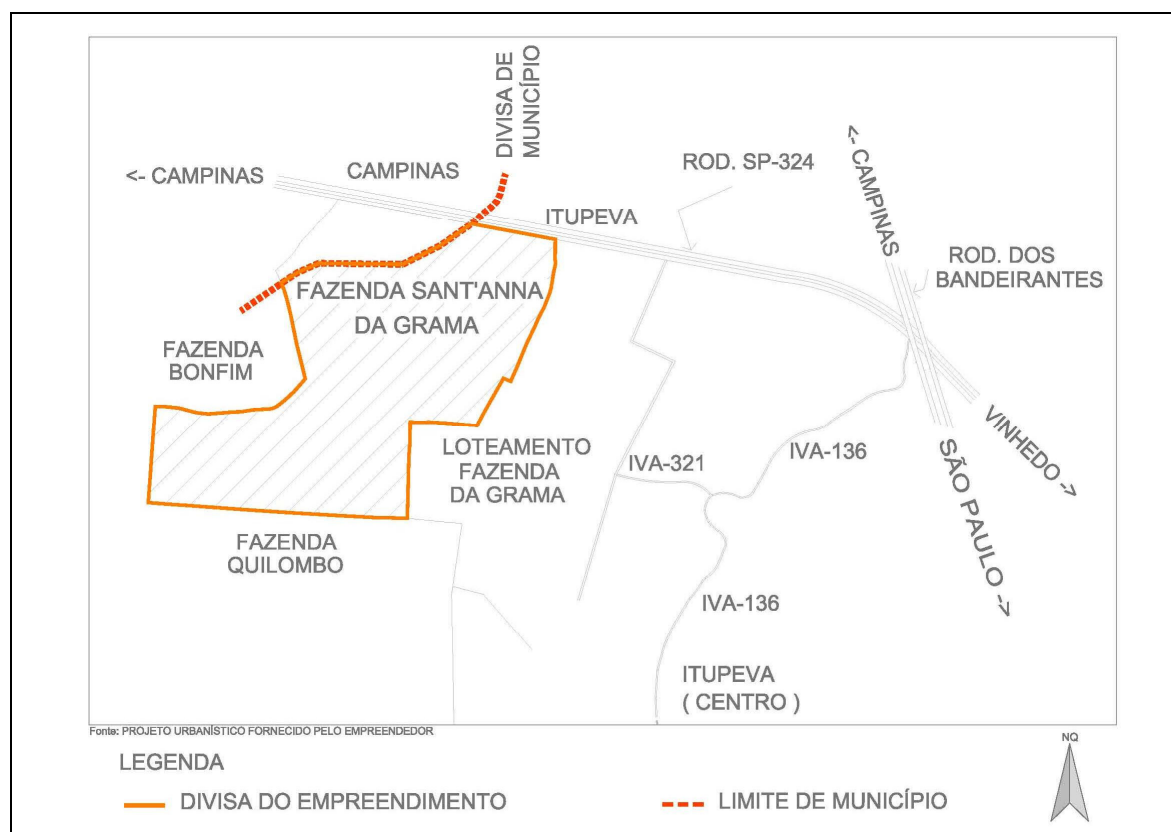 DIVISA DE
MUNICÍPIO
<- CAMPINAS
CAMPINAS
ITUPEVA
ROD. SP-324
<- CAMPINAS
ROD. DOS
BANDEIRANTES
FAZENDA SANT'ANNA
DA GRAMA
FAZENDA
BONFIM
LOTEAMENTO
FAZENDA
DA GRAMA
IVA-321
IVA-136
VINHEDO ->
SÃO PAULO ->
FAZENDA
QUILOMBO
IVA-136
ITUPEVA
( CENTRO )
Fonte: PROJETO URBANÍSTICO FORNECIDO PELO EMPREENDEDOR
NQ
LEGENDA
DIVISA DO EMPREENDIMENTO
LIMITE DE MUNICÍPIO